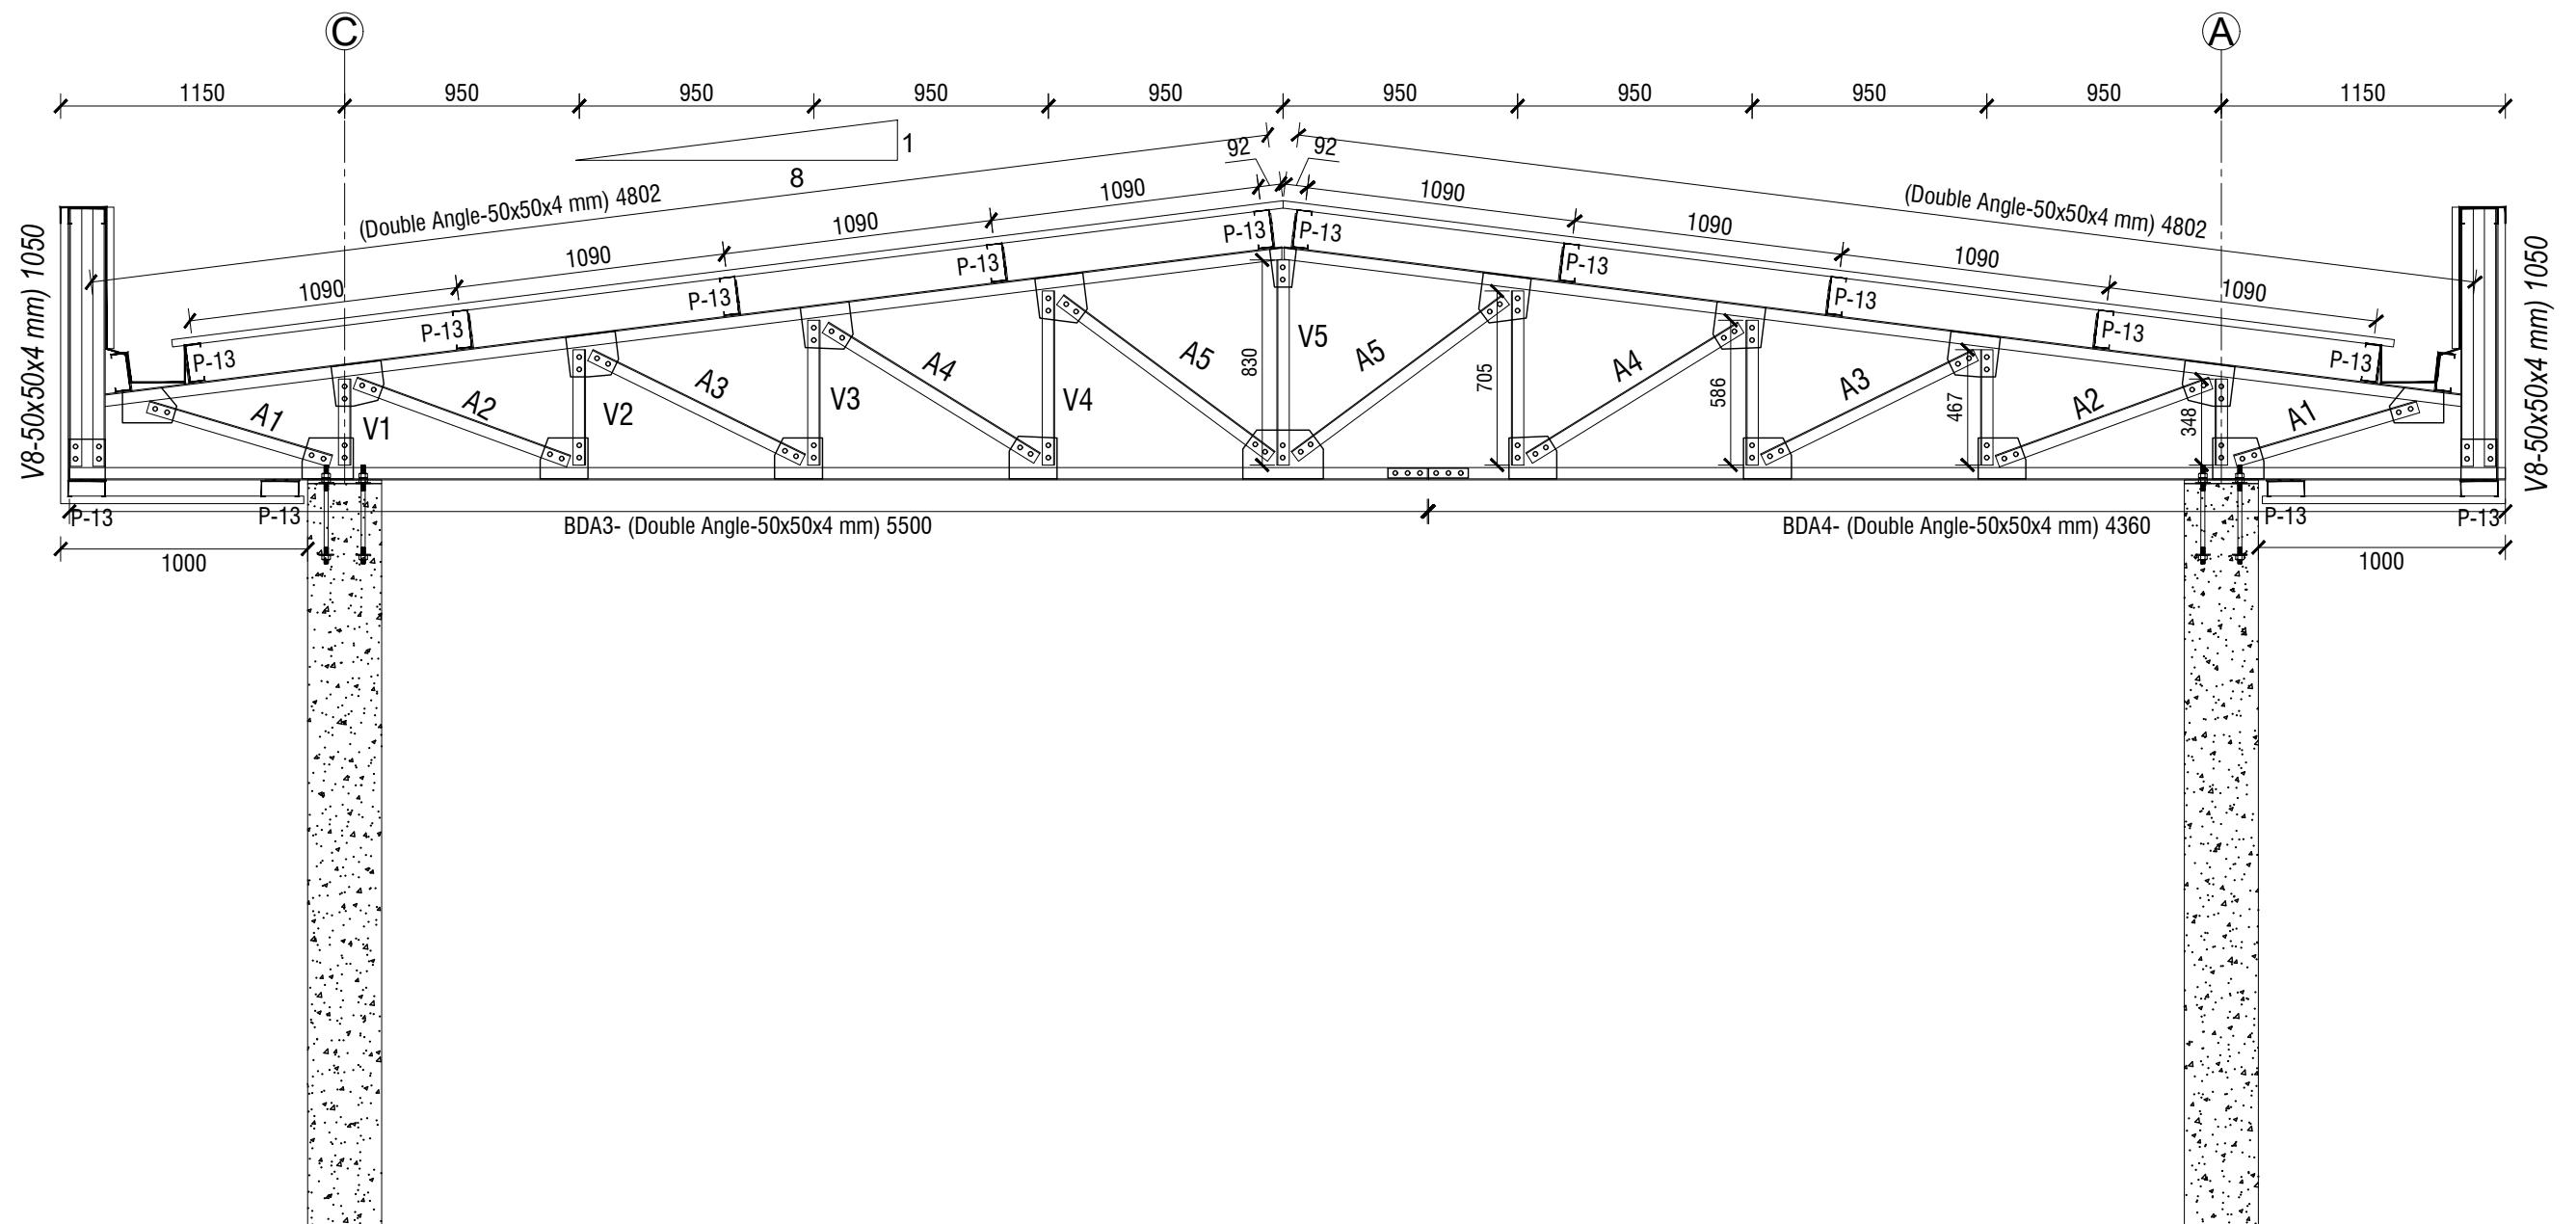 C
A
1150
950
950
950
950
950
950
950
950
1150
1
8
92
92
(Double Angle-50x50x4 mm) 4802
(Double Angle-50x50x4 mm) 4802
1090
1090
1090
1090
1090
1090
1090
1090
V8-50x50x4 mm) 1050
V8-50x50x4 mm) 1050
P-13
P-13
P-13
P-13
P-13
P-13
P-13
P-13
P-13
P-13
A1
V1
A2
V2
A3
V3
A4
V4
A5
830
V5
A5
705
A4
586
A3
467
A2
348
A1
P-13
P-13
BDA3- (Double Angle-50x50x4 mm) 5500
BDA4- (Double Angle-50x50x4 mm) 4360
P-13
P-13
1000
1000